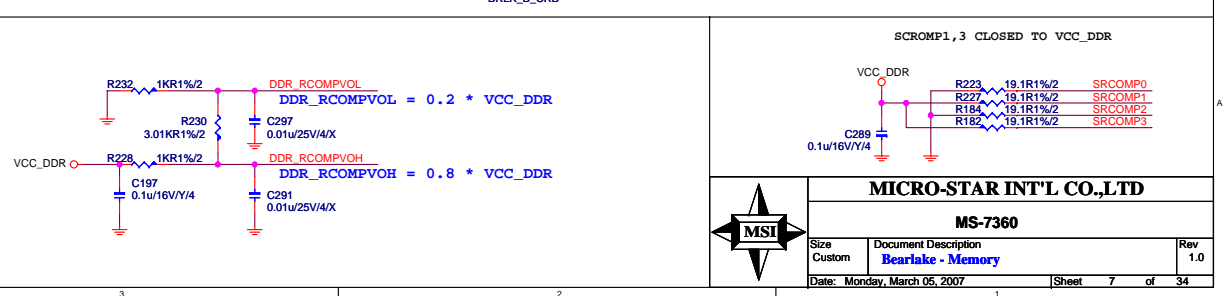 SCROMP1,3 CLOSED TO VCC_DDR
R232 1KR1%/2 DDR_RCOMPVOL
DDR_RCOMPVOL = 0.2 * VCC_DDR
R230
3.01KR1%/2
C297
0.01u/25V/4/X
VCC_DDR R228 1KR1%/2 DDR_RCOMPVOH
DDR_RCOMPVOH = 0.8 * VCC_DDR
C197
0.1u/16V/Y/4
C291
0.01u/25V/4/X
VCC_DDR
R223 19.1R1%/2 SRCOMP0
R227 19.1R1%/2 SRCOMP1
R184 19.1R1%/2 SRCOMP2
R182 19.1R1%/2 SRCOMP3
C289
0.1u/16V/Y/4
A
MSI
MICRO-STAR INT'L CO.,LTD
MS-7360
Size
Custom
Document Description
Bearlake - Memory
Rev
1.0
Date: Monday, March 05, 2007
Sheet 7 of 34
3
2
1